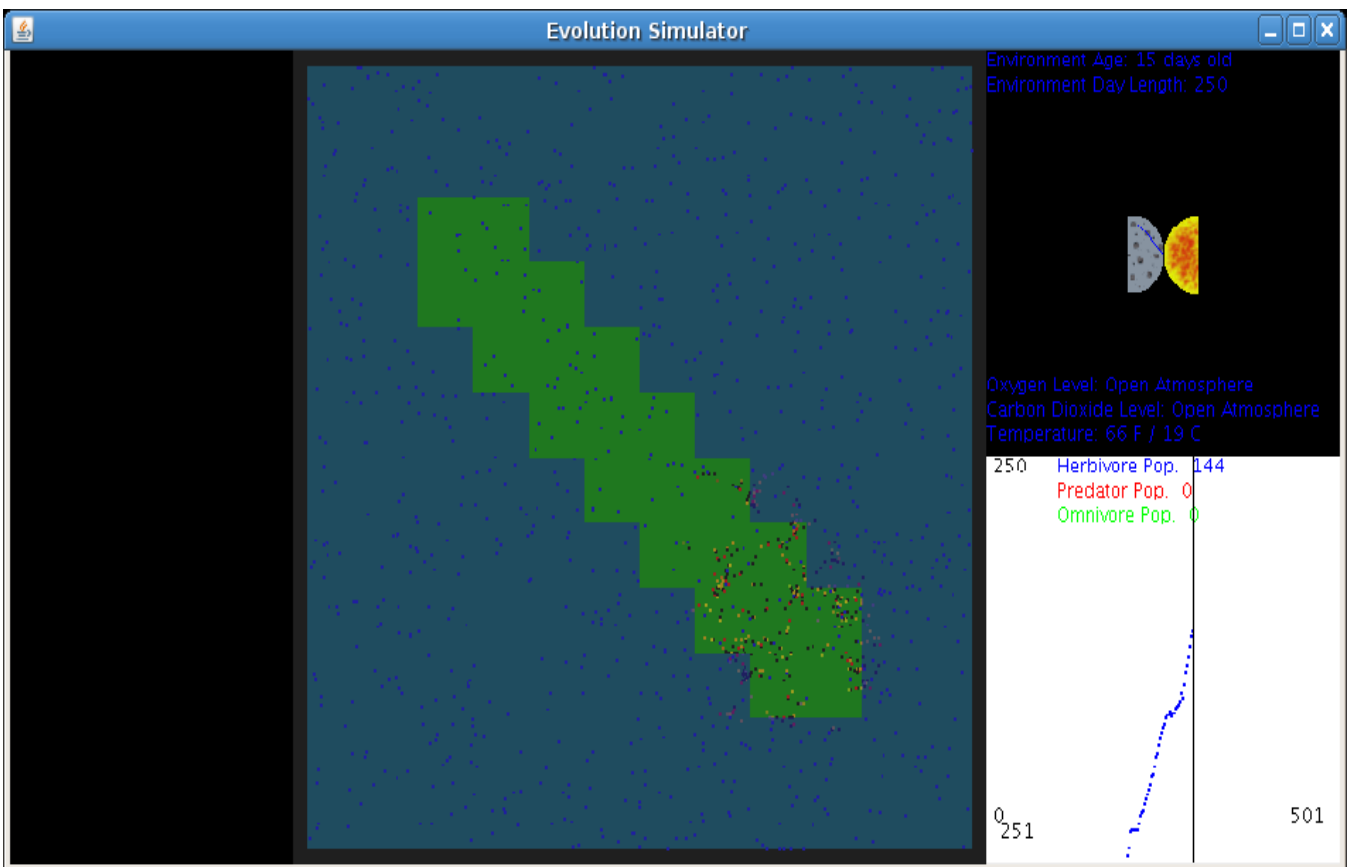 Evolution Simulator
Environment Age: 15 days old
Environment Day Length: 250
Oxygen Level: Open Atmosphere
Carbon Dioxide Level: Open Atmosphere
Temperature: 66 F / 19 C
250 Herbivore Pop. 144
Predator Pop. 0
Omnivore Pop. 0
0
251 501